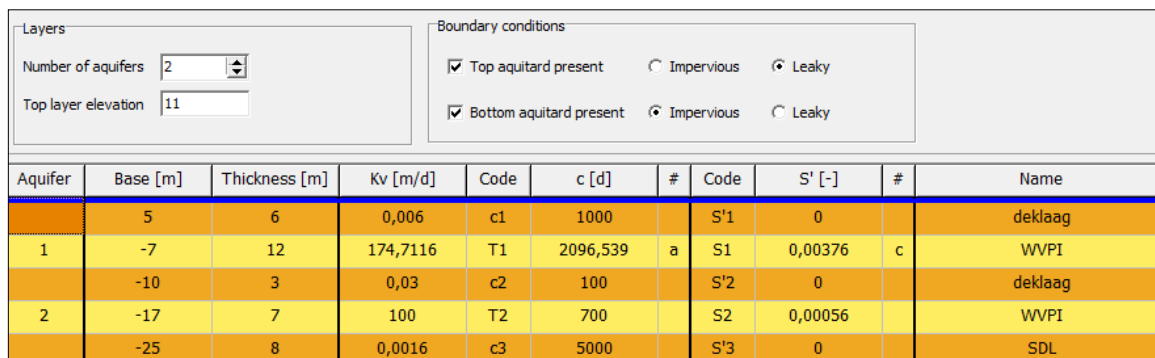 Layers
Number of aquifers 2
Top layer elevation 11
Boundary conditions
Top aquitard present Impervious Leaky
Bottom aquitard present Impervious Leaky
Aquifer Base [m] Thickness [m] Kv [m/d] Code c [d] # Code S' [-] # Name
5 6 0,006 c1 1000 S'1 0 deklaag
1 -7 12 174,7116 T1 2096,539 a S1 0,00376 c WVPI
-10 3 0,03 c2 100 S'2 0 deklaag
2 -17 7 100 T2 700 S2 0,00056 WVPI
-25 8 0,0016 c3 5000 S'3 0 SDL